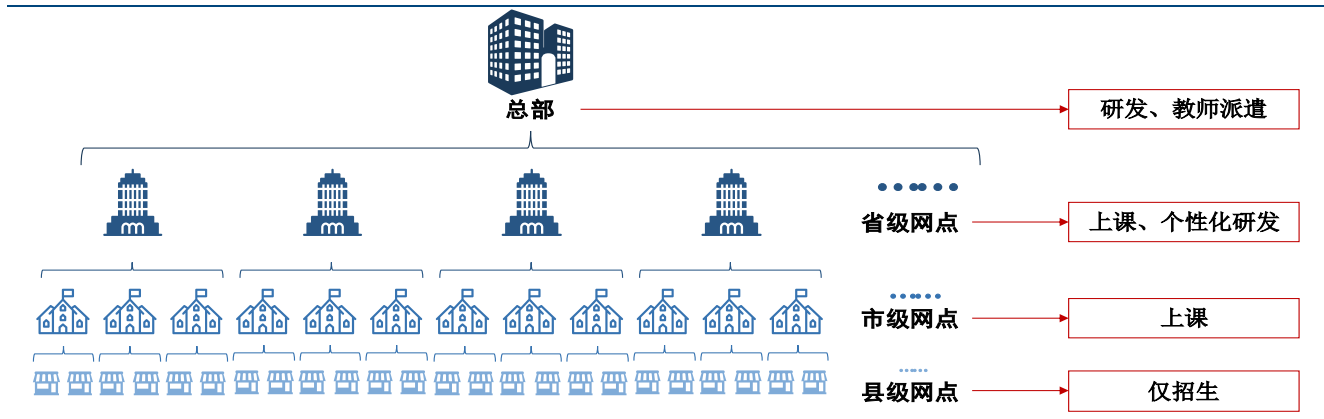 总部
研发、教师派遣
省级网点
上课、个性化研发
市级网点
上课
县级网点
仅招生